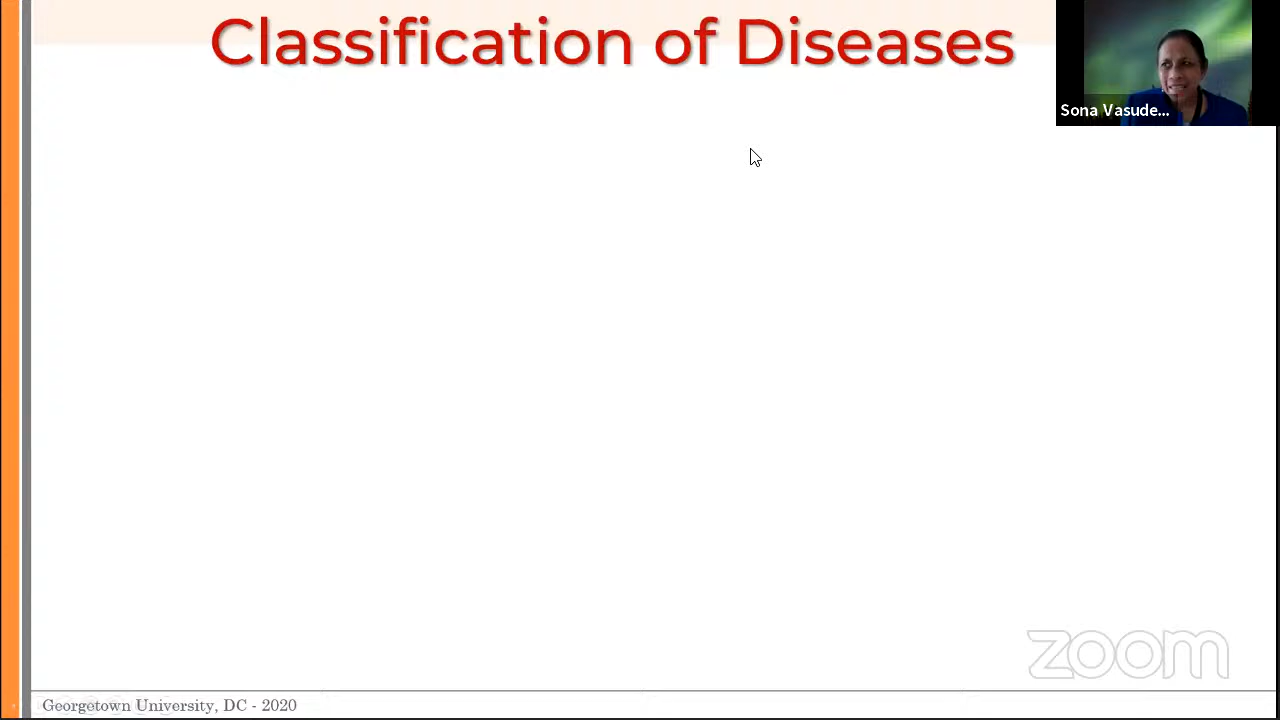 Classification of Diseases
Sona Vasude...
zoom
Georgetown University, DC - 2020